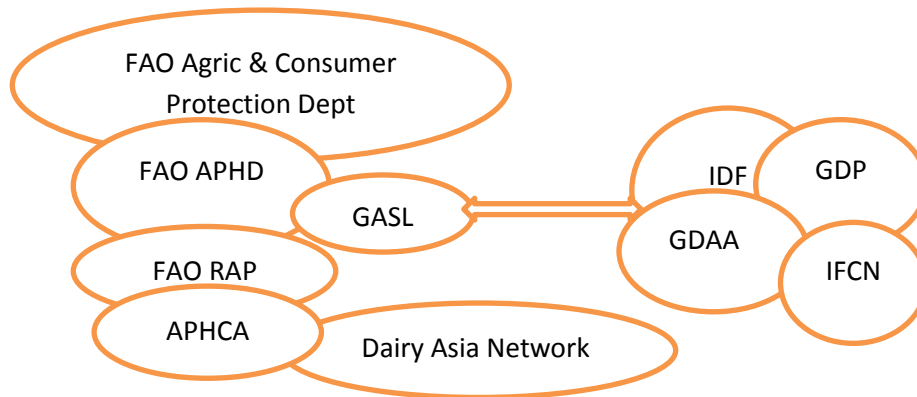 FAO Agric & Consumer
Protection Dept
FAO APHD
GASL
FAO RAP
APHCA
Dairy Asia Network
IDF
GDP
GDAA
IFCN